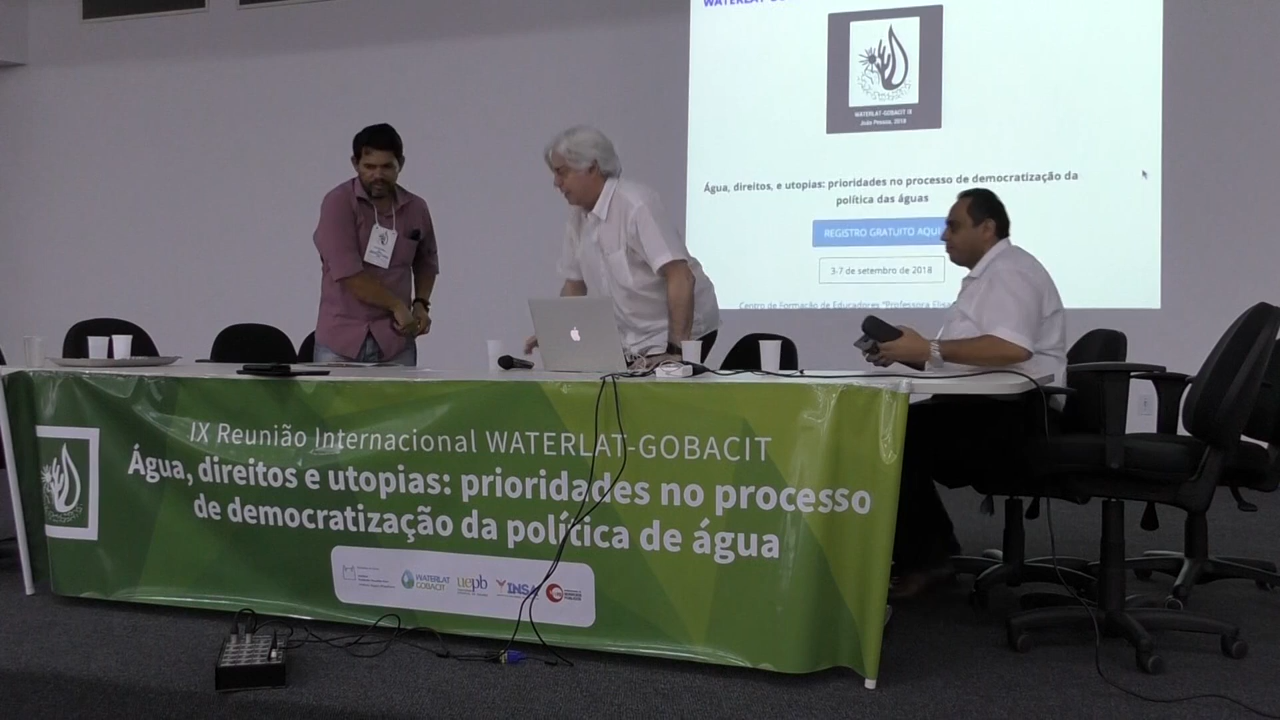 WATERLAT-GOBACIT IX
João Pessoa, 2018
Água, direitos, e utopias: prioridades no processo de democratização da
política das águas
REGISTRO GRATUITO AQUI
3-7 de setembro de 2018
Centro de Formação de Educadores "Professora Elisa
IX Reunião Internacional WATERLAT-GOBACIT
Água, direitos e utopias: prioridades no processo
de democratização da política de água
WATERLAT
GOBACIT
uepb
INSA